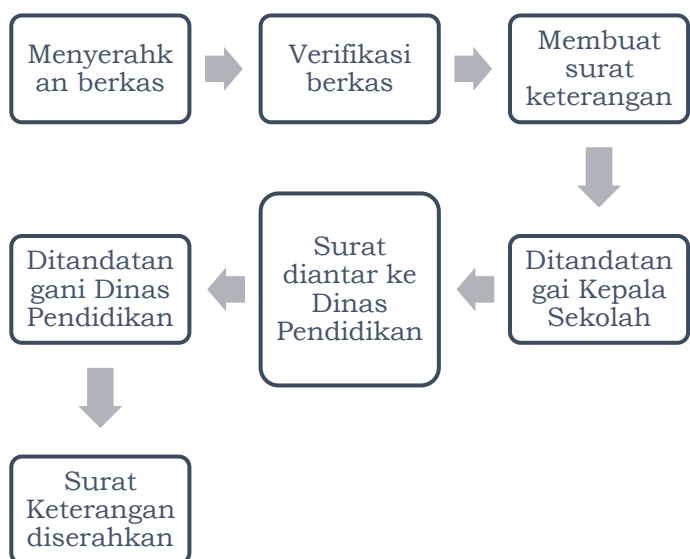 Menyerahk
an berkas
Verifikasi
berkas
Membuat
surat
keterangan
Ditandatan
gai Kepala
Sekolah
Surat
diantar ke
Dinas
Pendidikan
Ditandatan
gani Dinas
Pendidikan
Surat
Keterangan
diserahkan